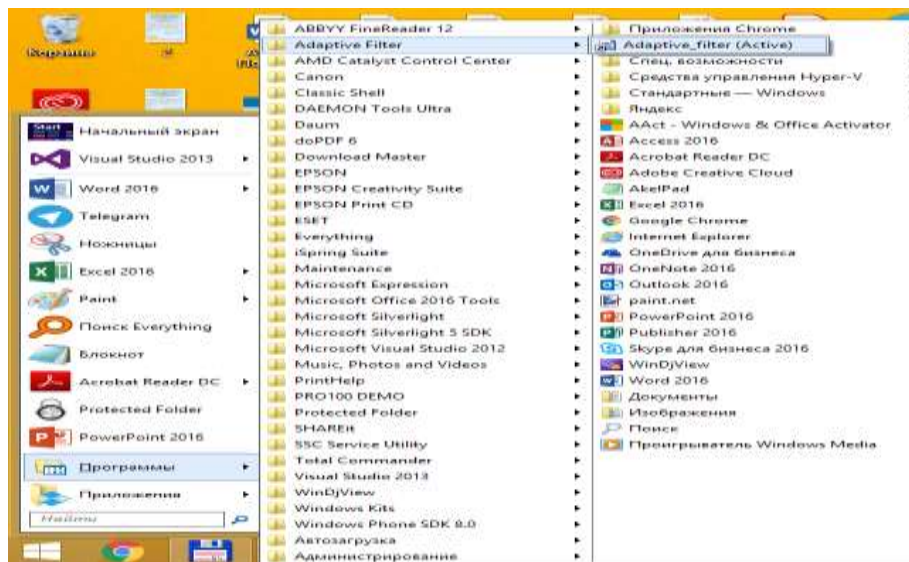 Корзина
Start
Начальный экран
Visual Studio 2013
Word 2016
Telegram
Ножницы
Excel 2016
Paint
Поиск Everything
Блокнот
Acrobat Reader DC
Protected Folder
PowerPoint 2016
Программы
Приложения
Найти
ABBYY FineReader 12
Adaptive Filter
AMD Catalyst Control Center
Canon
Classic Shell
DAEMON Tools Ultra
Daum
doPDF 6
Download Master
EPSON
EPSON Creativity Suite
EPSON Print CD
ESET
Everything
iSpring Suite
Maintenance
Microsoft Expression
Microsoft Office 2016 Tools
Microsoft Silverlight
Microsoft Silverlight 5 SDK
Microsoft Visual Studio 2012
Music, Photos and Videos
PrintHelp
PRO100 DEMO
Protected Folder
SHAREit
SSC Service Utility
Total Commander
Visual Studio 2013
WinDjView
Windows Kits
Windows Phone SDK 8.0
Автозагрузка
Администрирование
Приложения Chrome
Adaptive_filter (Active)
Спец. возможности
Средства управления Hyper-V
Стандартные — Windows
Яндекс
AAct - Windows & Office Activator
Access 2016
Acrobat Reader DC
Adobe Creative Cloud
AkelPad
Excel 2016
Google Chrome
Internet Explorer
OneDrive для бизнеса
OneNote 2016
Outlook 2016
paint.net
PowerPoint 2016
Publisher 2016
Skype для бизнеса 2016
WinDjView
Word 2016
Документы
Изображения
Поиск
Проигрыватель Windows Media